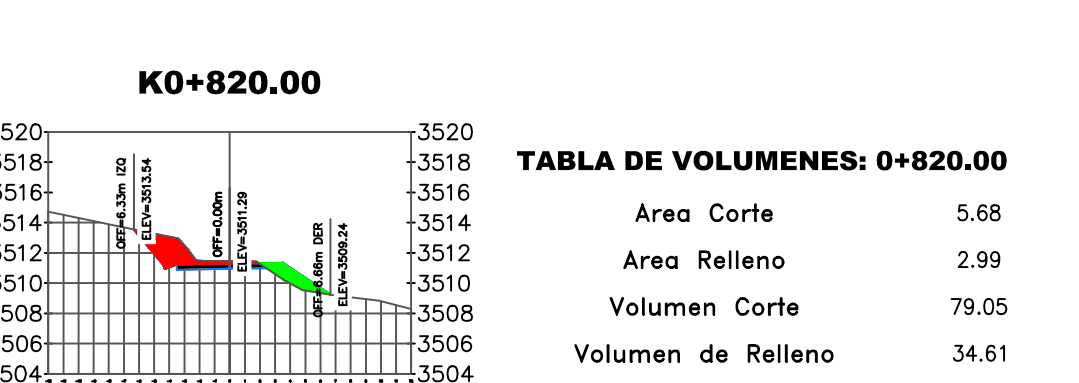 K0+820.00
3520
3518
3516
3514
3512
3510
3508
3506
3504
OFF=6.33m IZQ
ELEV=3513.54
OFF=0.00m
ELEV=3511.29
OFF=6.66m DER
ELEV=3509.24
3520
3518
3516
3514
3512
3510
3508
3506
3504
TABLA DE VOLUMENES: 0+820.00
Area Corte 5.68
Area Relleno 2.99
Volumen Corte 79.05
Volumen de Relleno 34.61